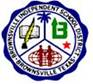 BROWNSVILLE INDEPENDENT SCHOOL DISTRICT
BROWNSVILLE, TEXAS